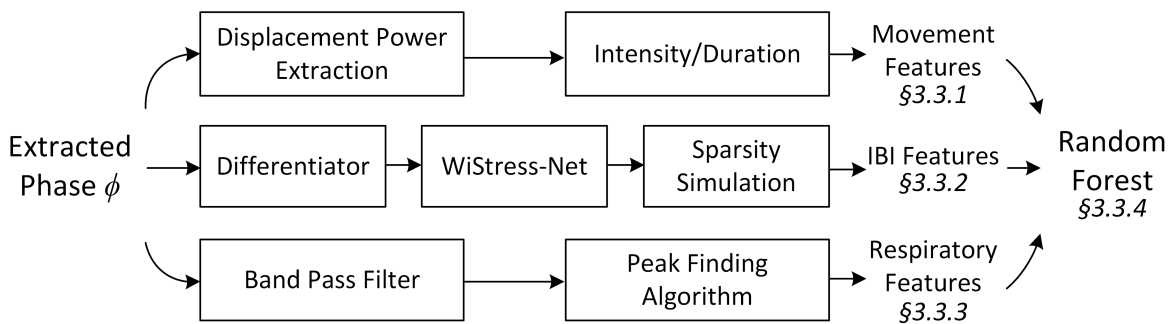 Extracted
Phase ϕ
Displacement Power
Extraction
Intensity/Duration
Movement
Features
§3.3.1
Differentiator
WiStress-Net
Sparsity
Simulation
IBI Features
§3.3.2
Band Pass Filter
Peak Finding
Algorithm
Respiratory
Features
§3.3.3
Random
Forest
§3.3.4